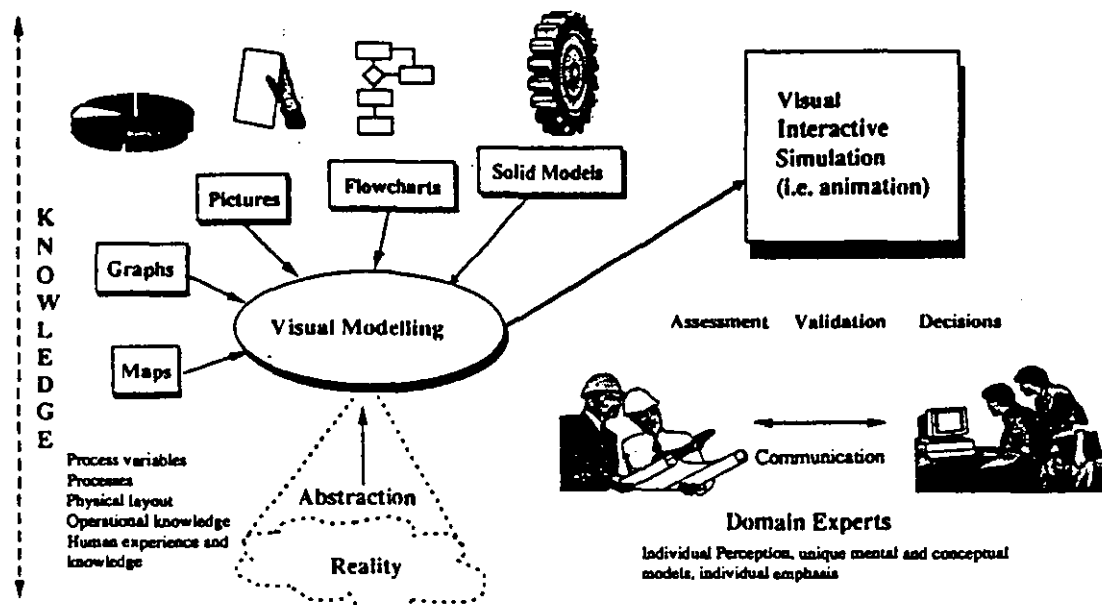 KNOWLEDGE
Pictures
Flowcharts
Solid Models
Graphs
Maps
Visual Modelling
Visual
Interactive
Simulation
(i.e. animation)
Assessment Validation Decisions
Communication
Process variables
Processes
Physical layout
Operational knowledge
Human experience and
knowledge
Abstraction
Reality
Domain Experts
Individual Perception, unique mental and conceptual
models, individual emphasis